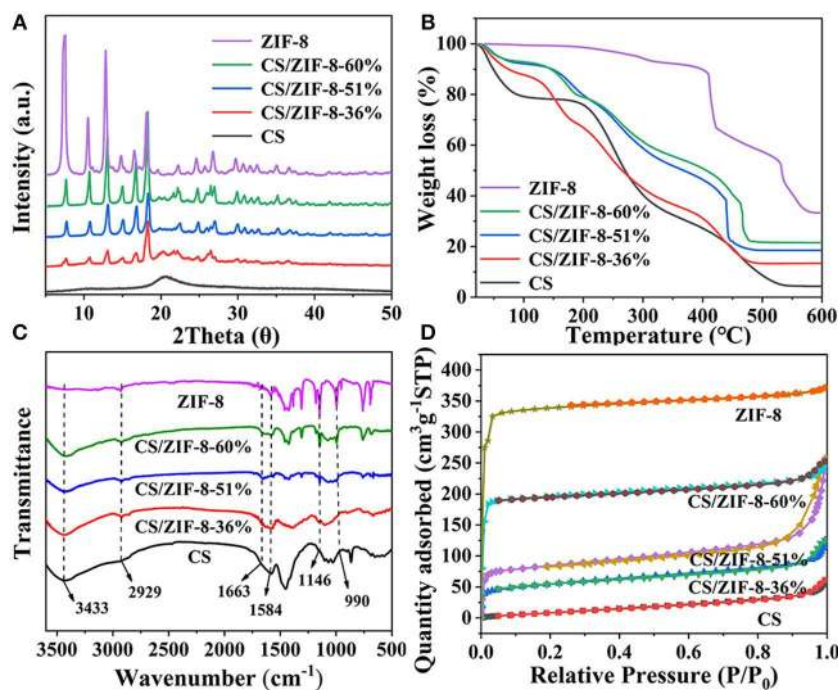 A
ZIF-8
CS/ZIF-8-60%
CS/ZIF-8-51%
CS/ZIF-8-36%
CS
Intensity (a.u.)
5 10 20 30 40 50
2Theta (θ)
B
100
80
60
40
20
0
Weight loss (%)
ZIF-8
CS/ZIF-8-60%
CS/ZIF-8-51%
CS/ZIF-8-36%
CS
100 200 300 400 500 600
Temperature (°C)
C
ZIF-8
CS/ZIF-8-60%
CS/ZIF-8-51%
CS/ZIF-8-36%
CS
Transmittance
3433
2929
1663
1584
1146
990
3600 3000 2500 2000 1500 1000 500
Wavenumber (cm⁻¹)
D
400
350
300
250
200
150
100
50
0
Quantity adsorbed (cm³g⁻¹STP)
ZIF-8
CS/ZIF-8-60%
CS/ZIF-8-51%
CS/ZIF-8-36%
CS
0.0 0.2 0.4 0.6 0.8 1.0
Relative Pressure (P/P₀)